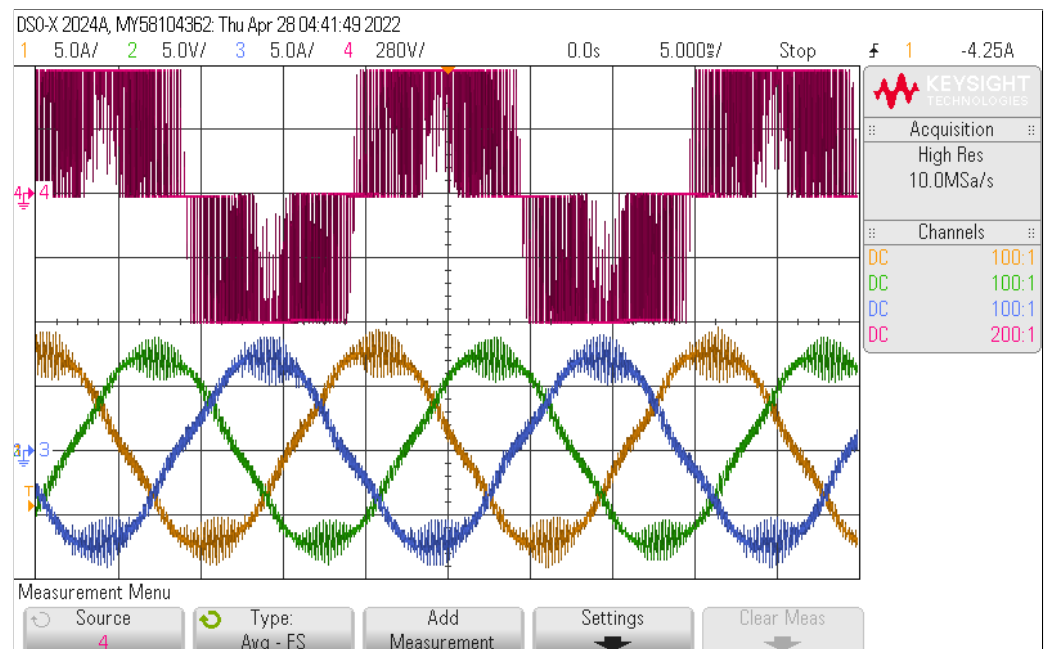 DSO-X 2024A, MY58104362: Thu Apr 28 04:41:49 2022
1 5.0A/ 2 5.0V/ 3 5.0A/ 4 280V/ 0.0s 5.000ms/ Stop 1 -4.25A
KEYSIGHT
TECHNOLOGIES
Acquisition
High Res
10.0MSa/s
Channels
DC 100:1
DC 100:1
DC 100:1
DC 200:1
4 4
3
T
Measurement Menu
Source
4
Type:
Avg - FS
Add
Measurement
Settings
Clear Meas